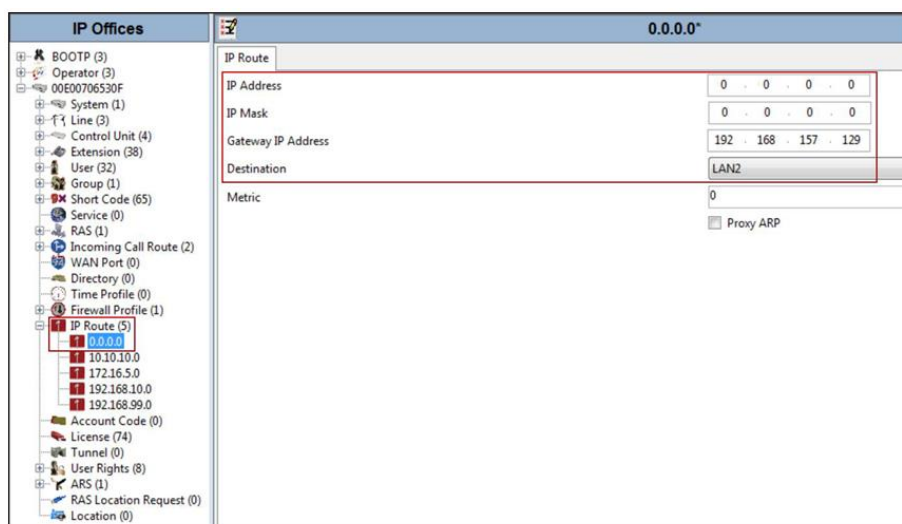 IP Offices
BOOTP (3)
Operator (3)
00E00706530F
System (1)
Line (3)
Control Unit (4)
Extension (38)
User (32)
Group (1)
Short Code (65)
Service (0)
RAS (1)
Incoming Call Route (2)
WAN Port (0)
Directory (0)
Time Profile (0)
Firewall Profile (1)
IP Route (5)
0.0.0.0
10.10.10.0
172.16.5.0
192.168.10.0
192.168.99.0
Account Code (0)
License (74)
Tunnel (0)
User Rights (8)
ARS (1)
RAS Location Request (0)
Location (0)
0.0.0.0*
IP Route
IP Address 0 . 0 . 0 . 0
IP Mask 0 . 0 . 0 . 0
Gateway IP Address 192 . 168 . 157 . 129
Destination LAN2
Metric 0
Proxy ARP